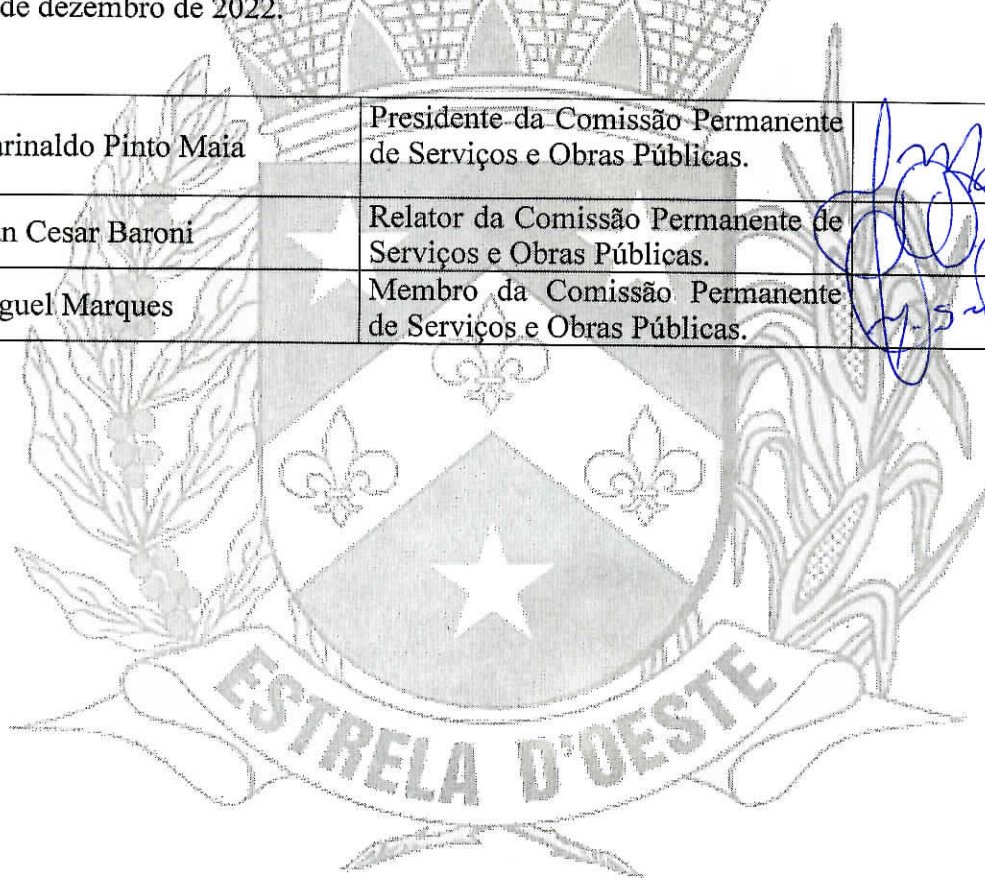 de dezembro de 2022.
arinaldo Pinto Maia
Presidente da Comissão Permanente
de Serviços e Obras Públicas.
n Cesar Baroni
Relator da Comissão Permanente de
Serviços e Obras Públicas.
guel Marques
Membro da Comissão Permanente
de Serviços e Obras Públicas.
ESTRELA D'OESTE